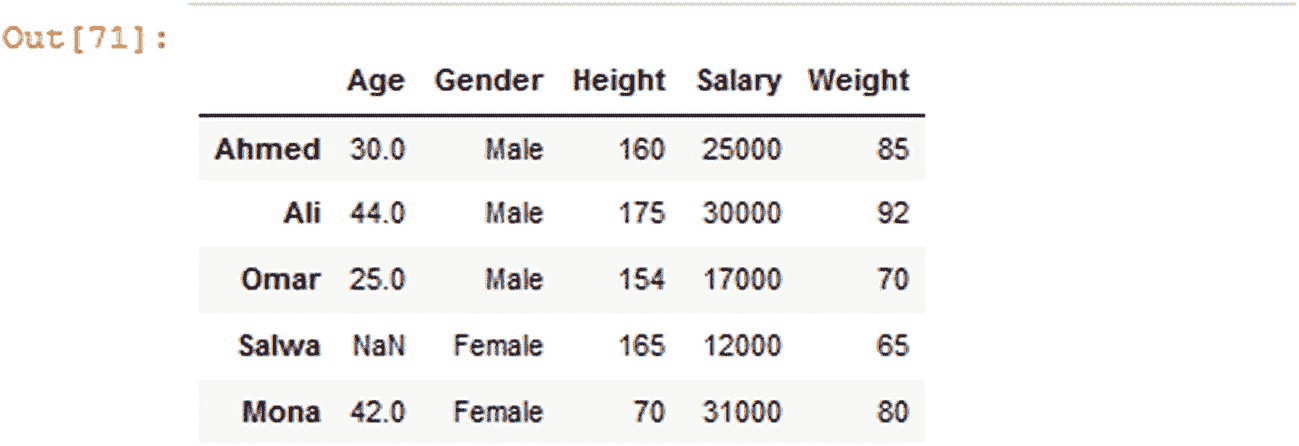 Out[71]:
Age Gender Height Salary Weight
Ahmed 30.0 Male 160 25000 85
Ali 44.0 Male 175 30000 92
Omar 25.0 Male 154 17000 70
Salwa NaN Female 165 12000 65
Mona 42.0 Female 70 31000 80